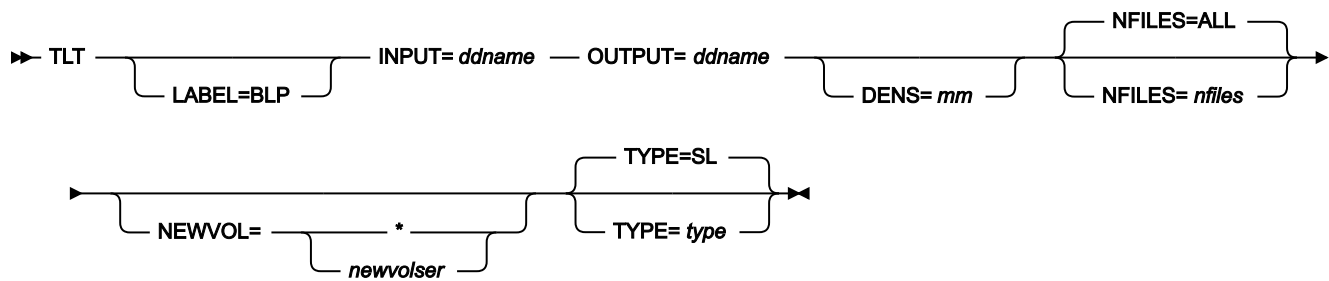 NFILES=ALL
TLT INPUT= ddname OUTPUT= ddname
LABEL=BLP DENS= mm NFILES= nfiles
TYPE=SL
NEWVOL= * TYPE= type
newvolser